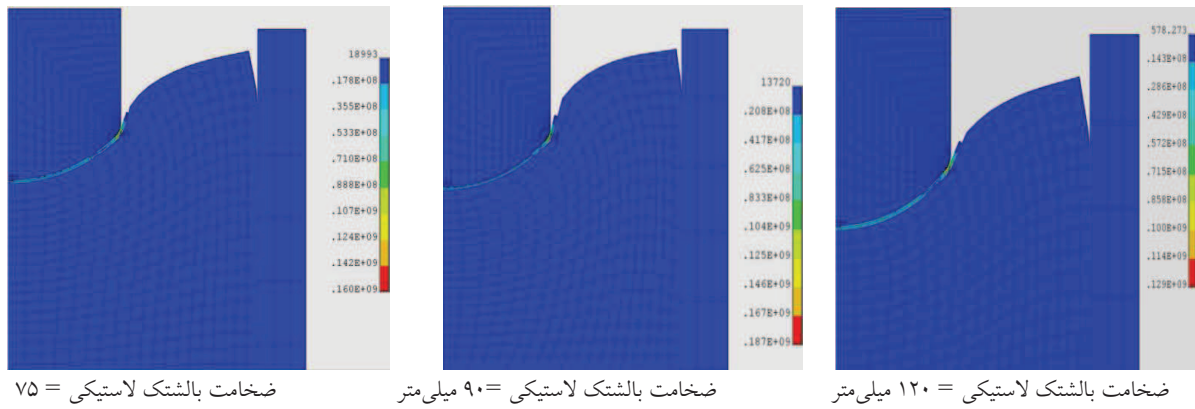 18993
.178E+08
.355E+08
.533E+08
.710E+08
.888E+08
.107E+09
.124E+09
.142E+09
.160E+09
13720
.208E+08
.417E+08
.625E+08
.833E+08
.104E+09
.125E+09
.146E+09
.167E+09
.187E+09
578.273
.143E+08
.286E+08
.429E+08
.572E+08
.715E+08
.858E+08
.100E+09
.114E+09
.129E+09
ضخامت بالشتک لاستیکی = ۷۵
ضخامت بالشتک لاستیکی =۹۰ میلی‌متر
ضخامت بالشتک لاستیکی = ۱۲۰ میلی‌متر